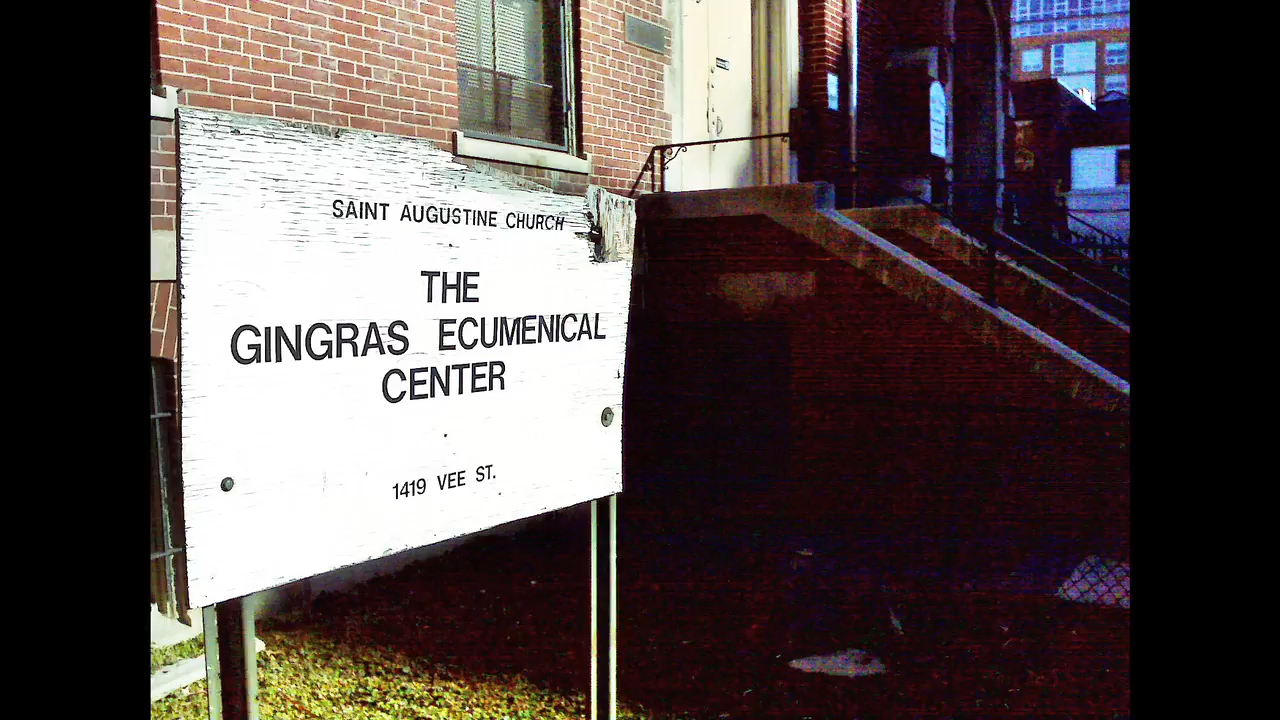 SAINT AUGUSTINE CHURCH
THE
GINGRAS ECUMENICAL
CENTER
1419 VEE ST.